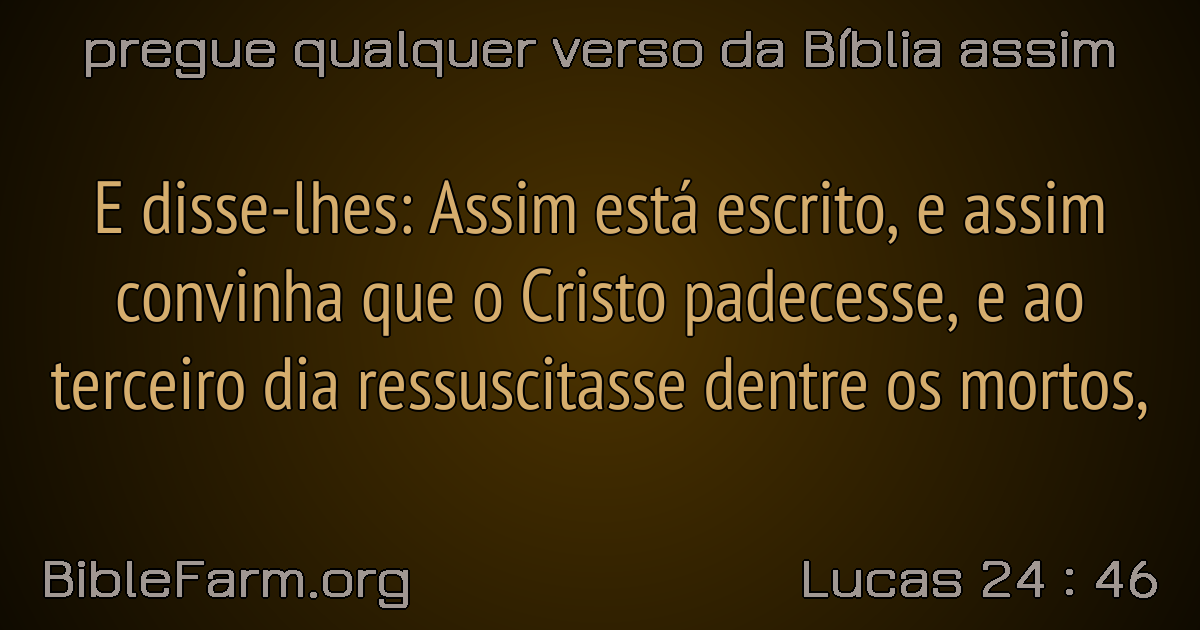 pregue qualquer verso da Bíblia assim
E disse-lhes: Assim está escrito, e assim
convinha que o Cristo padecesse, e ao
terceiro dia ressuscitasse dentre os mortos,
BibleFarm.org
Lucas 24 : 46